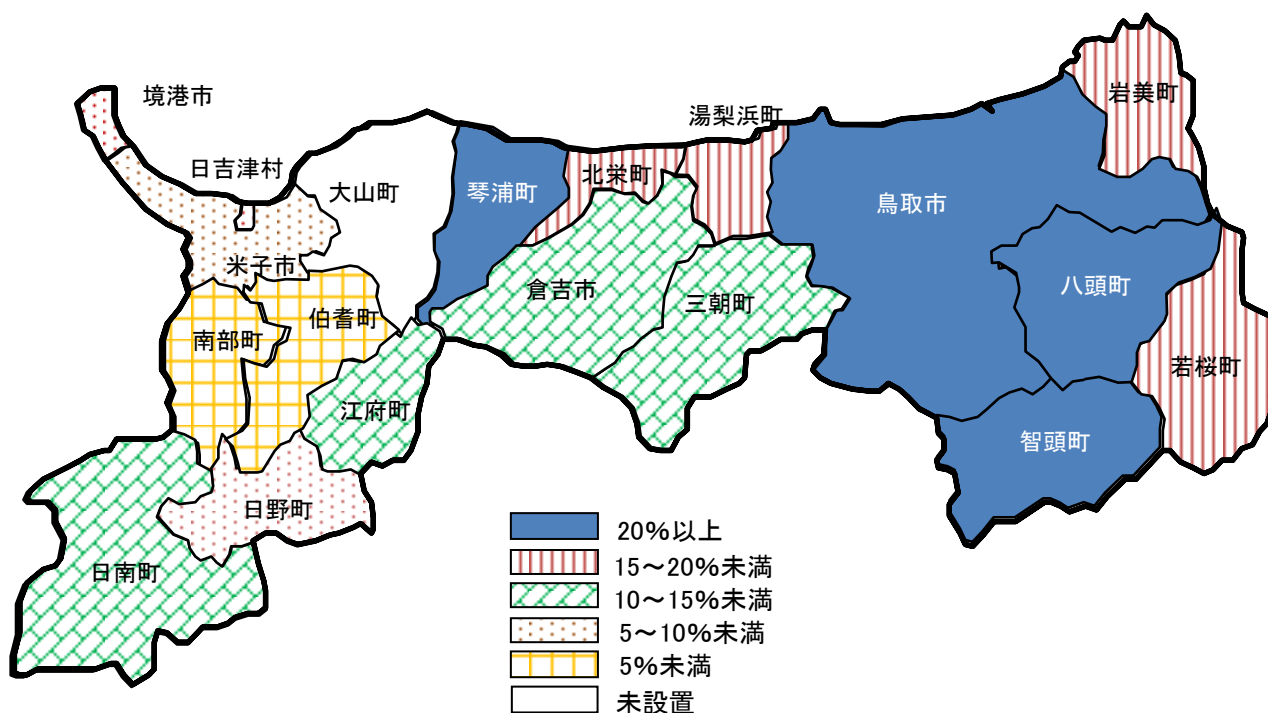 境港市
岩美町
湯梨浜町
日吉津村
北栄町
大山町
琴浦町
鳥取市
米子市
八頭町
倉吉市
三朝町
伯耆町
南部町
若桜町
江府町
智頭町
日野町
日南町
20%以上
15～20%未満
10～15%未満
5～10%未満
5%未満
未設置